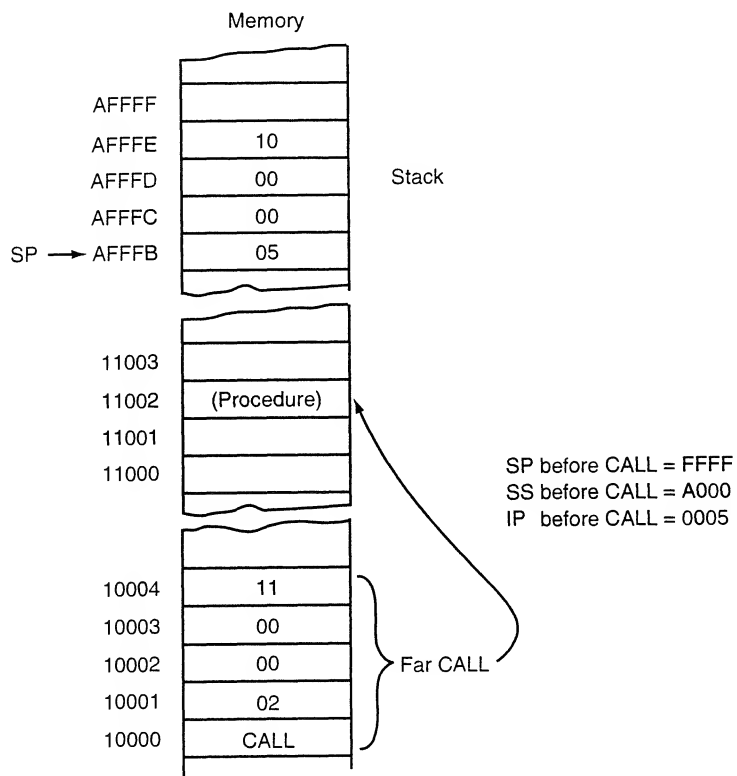 Memory
AFFFF
AFFFE 10
AFFFD 00
Stack
AFFFC 00
SP AFFFB 05
11003
11002 (Procedure)
11001
11000
SP before CALL = FFFF
SS before CALL = A000
IP before CALL = 0005
10004 11
10003 00
10002 00
Far CALL
10001 02
10000 CALL